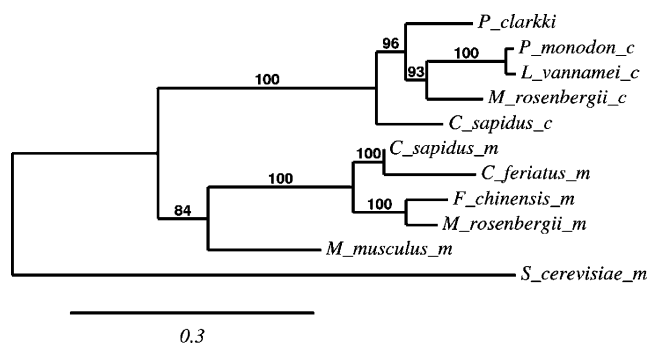 P_clarkki
96
P_monodon_c
100
L_vannamei_c
93
100
M_rosenbergii_c
C_sapidus_c
C_sapidus_m
100
C_feriatus_m
100
F_chinensis_m
100
84
M_rosenbergii_m
M_musculus_m
S_cerevisiae_m
0.3